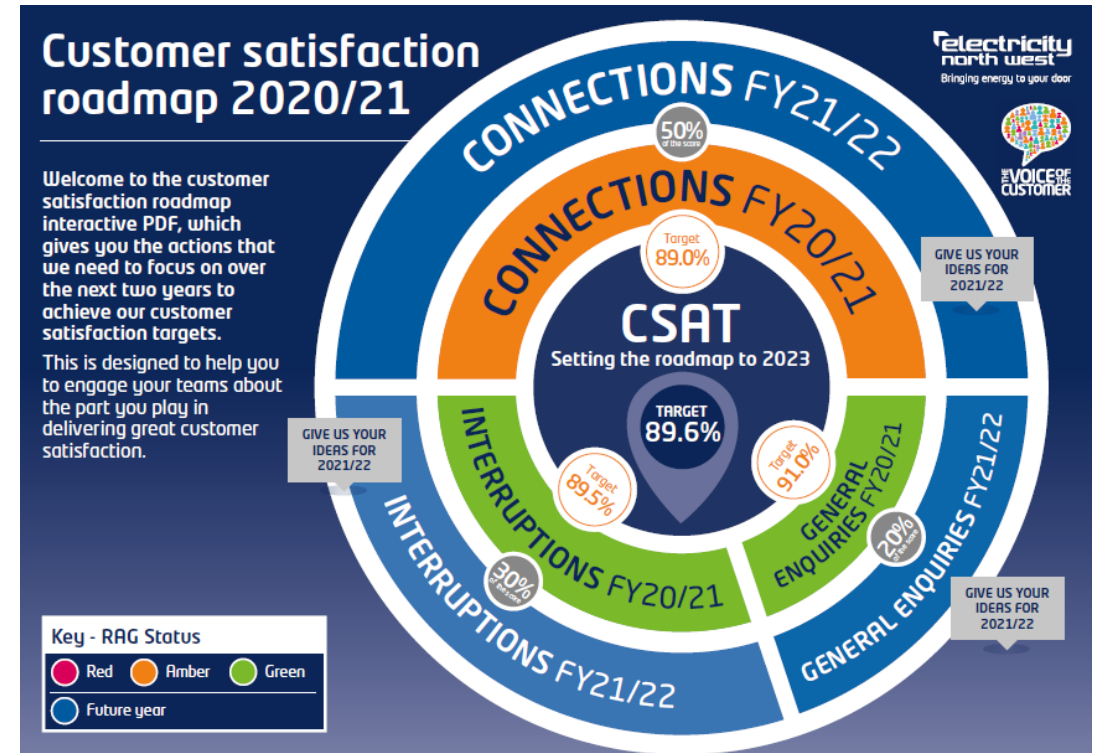 Customer satisfaction
roadmap 2020/21
Welcome to the customer
satisfaction roadmap
interactive PDF, which
gives you the actions that
we need to focus on over
the next two years to
achieve our customer
satisfaction targets.
This is designed to help you
to engage your teams about
the part you play in
delivering great customer
satisfaction.
electricity
north west
Bringing energy to your door
THE VOICE OF THE
CUSTOMER
CONNECTIONS FY21/22
50%
of the score
CONNECTIONS FY20/21
Target
89.0%
GIVE US YOUR
IDEAS FOR
2021/22
CSAT
Setting the roadmap to 2023
TARGET
89.6%
GIVE US YOUR
IDEAS FOR
2021/22
Target
89.5%
Target
91.0%
INTERRUPTIONS FY20/21
30%
of the score
INTERRUPTIONS FY21/22
GENERAL
ENQUIRIES FY20/21
20%
of the score
GENERAL ENQUIRIES FY21/22
GIVE US YOUR
IDEAS FOR
2021/22
Key - RAG Status
Red Amber Green
Future year